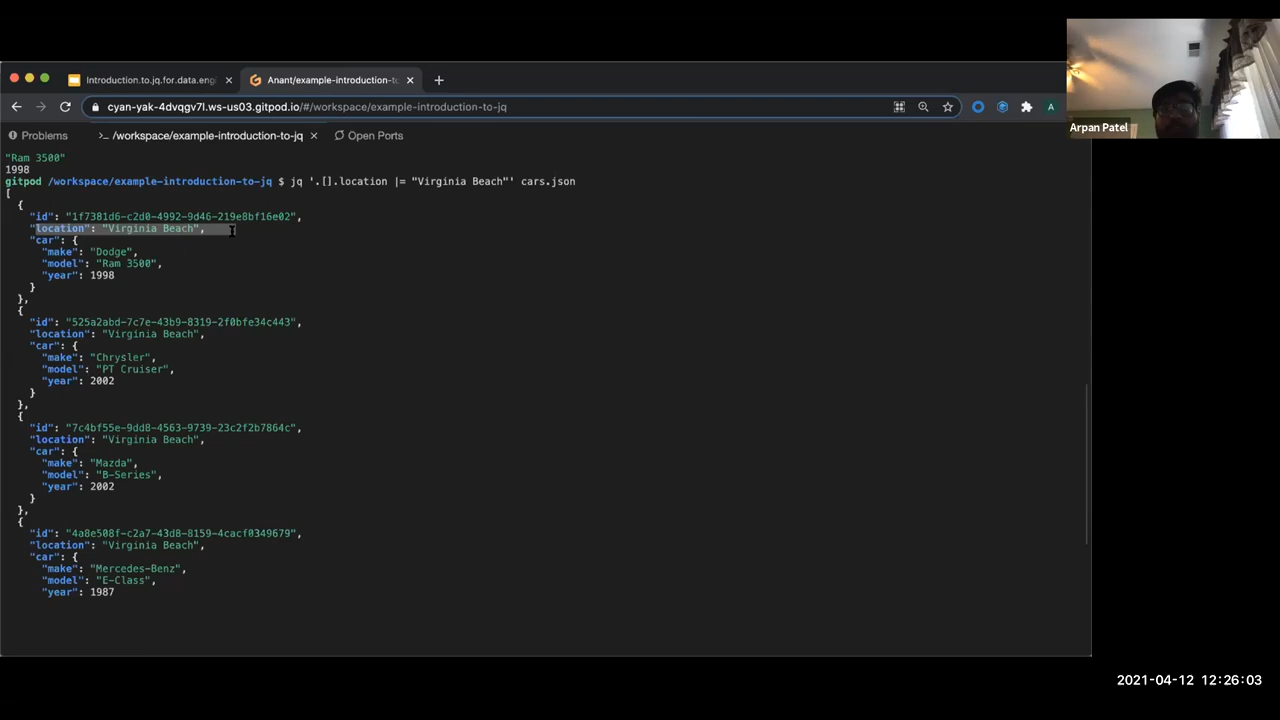 Introduction.to.jq.for.data.eng
Anant/example-introduction-to
cyan-yak-4dvqgv7l.ws-us03.gitpod.io/#/workspace/example-introduction-to-jq
A
Arpan Patel
Problems
>_ /workspace/example-introduction-to-jq
Open Ports
"Ram 3500"
1998
gitpod /workspace/example-introduction-to-jq $ jq '.[].location |= "Virginia Beach"' cars.json
[
{
"id": "1f7381d6-c2d0-4992-9d46-219e8bf16e02",
"location": "Virginia Beach",
"car": {
"make": "Dodge",
"model": "Ram 3500",
"year": 1998
}
},
{
"id": "525a2abd-7c7e-43b9-8319-2f0bfe34c443",
"location": "Virginia Beach",
"car": {
"make": "Chrysler",
"model": "PT Cruiser",
"year": 2002
}
},
{
"id": "7c4bf55e-9dd8-4563-9739-23c2f2b7864c",
"location": "Virginia Beach",
"car": {
"make": "Mazda",
"model": "B-Series",
"year": 2002
}
},
{
"id": "4a8e508f-c2a7-43d8-8159-4cacf0349679",
"location": "Virginia Beach",
"car": {
"make": "Mercedes-Benz",
"model": "E-Class",
"year": 1987
2021-04-12 12:26:03